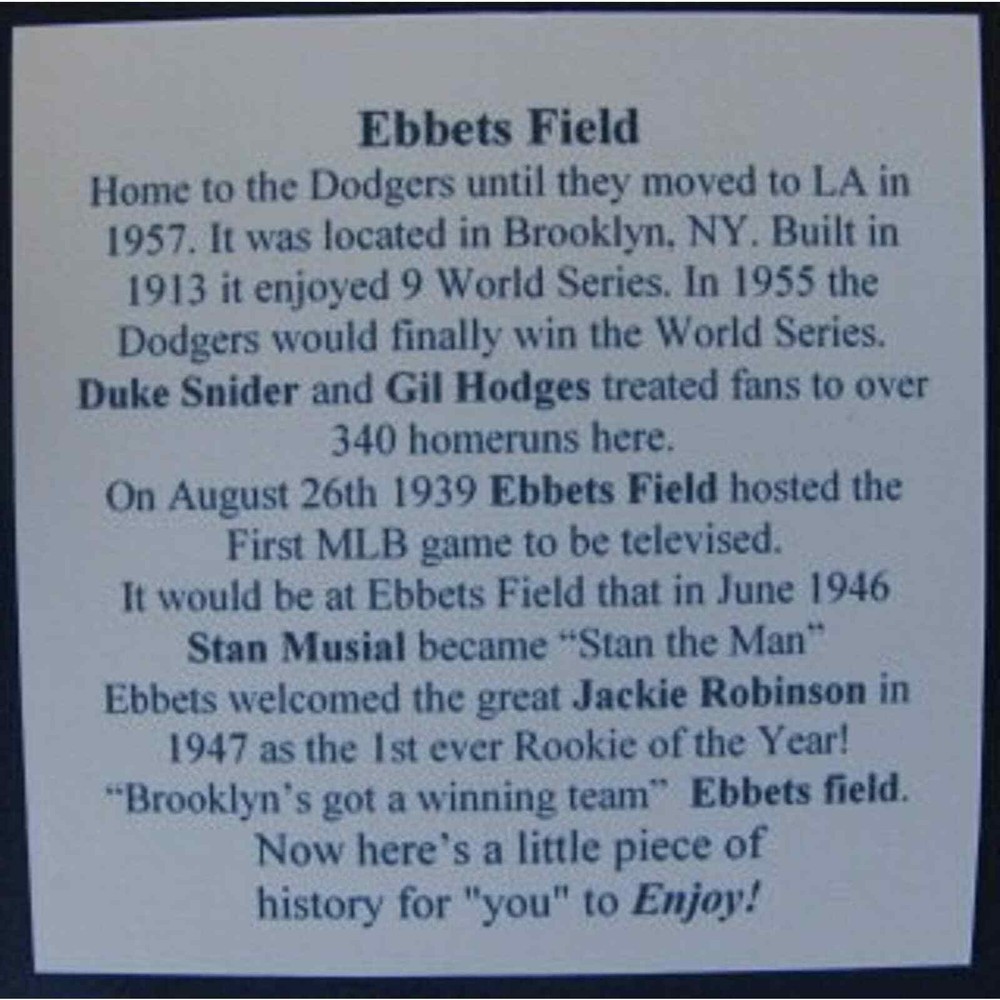 Ebbets Field
Home to the Dodgers until they moved to LA in
1957. It was located in Brooklyn, NY. Built in
1913 it enjoyed 9 World Series. In 1955 the
Dodgers would finally win the World Series.
Duke Snider and Gil Hodges treated fans to over
340 homeruns here.
On August 26th 1939 Ebbets Field hosted the
First MLB game to be televised.
It would be at Ebbets Field that in June 1946
Stan Musial became “Stan the Man”
Ebbets welcomed the great Jackie Robinson in
1947 as the 1st ever Rookie of the Year!
“Brooklyn’s got a winning team” Ebbets field.
Now here’s a little piece of
history for "you" to Enjoy!